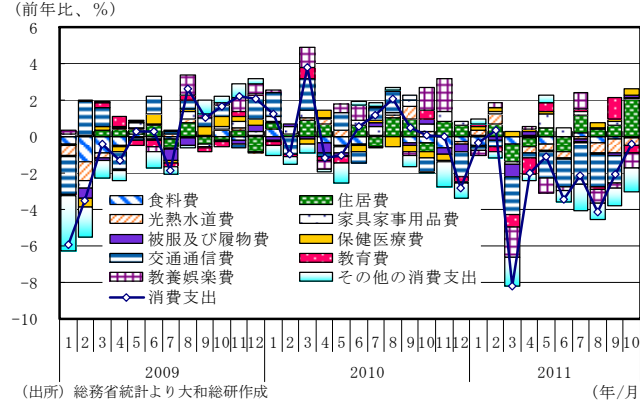 (前年比、%)
6
4
2
0
-2
-4
-6
-8
-10
食料費 住居費
光熱水道費 家具家事用品費
被服及び履物費 保健医療費
交通通信費 教育費
教養娯楽費 その他の消費支出
消費支出
1 2 3 4 5 6 7 8 9 10 11 12 1 2 3 4 5 6 7 8 9 10 11 12 1 2 3 4 5 6 7 8 9 10
2009 2010 2011
(出所)総務省統計より大和総研作成 (年/月)